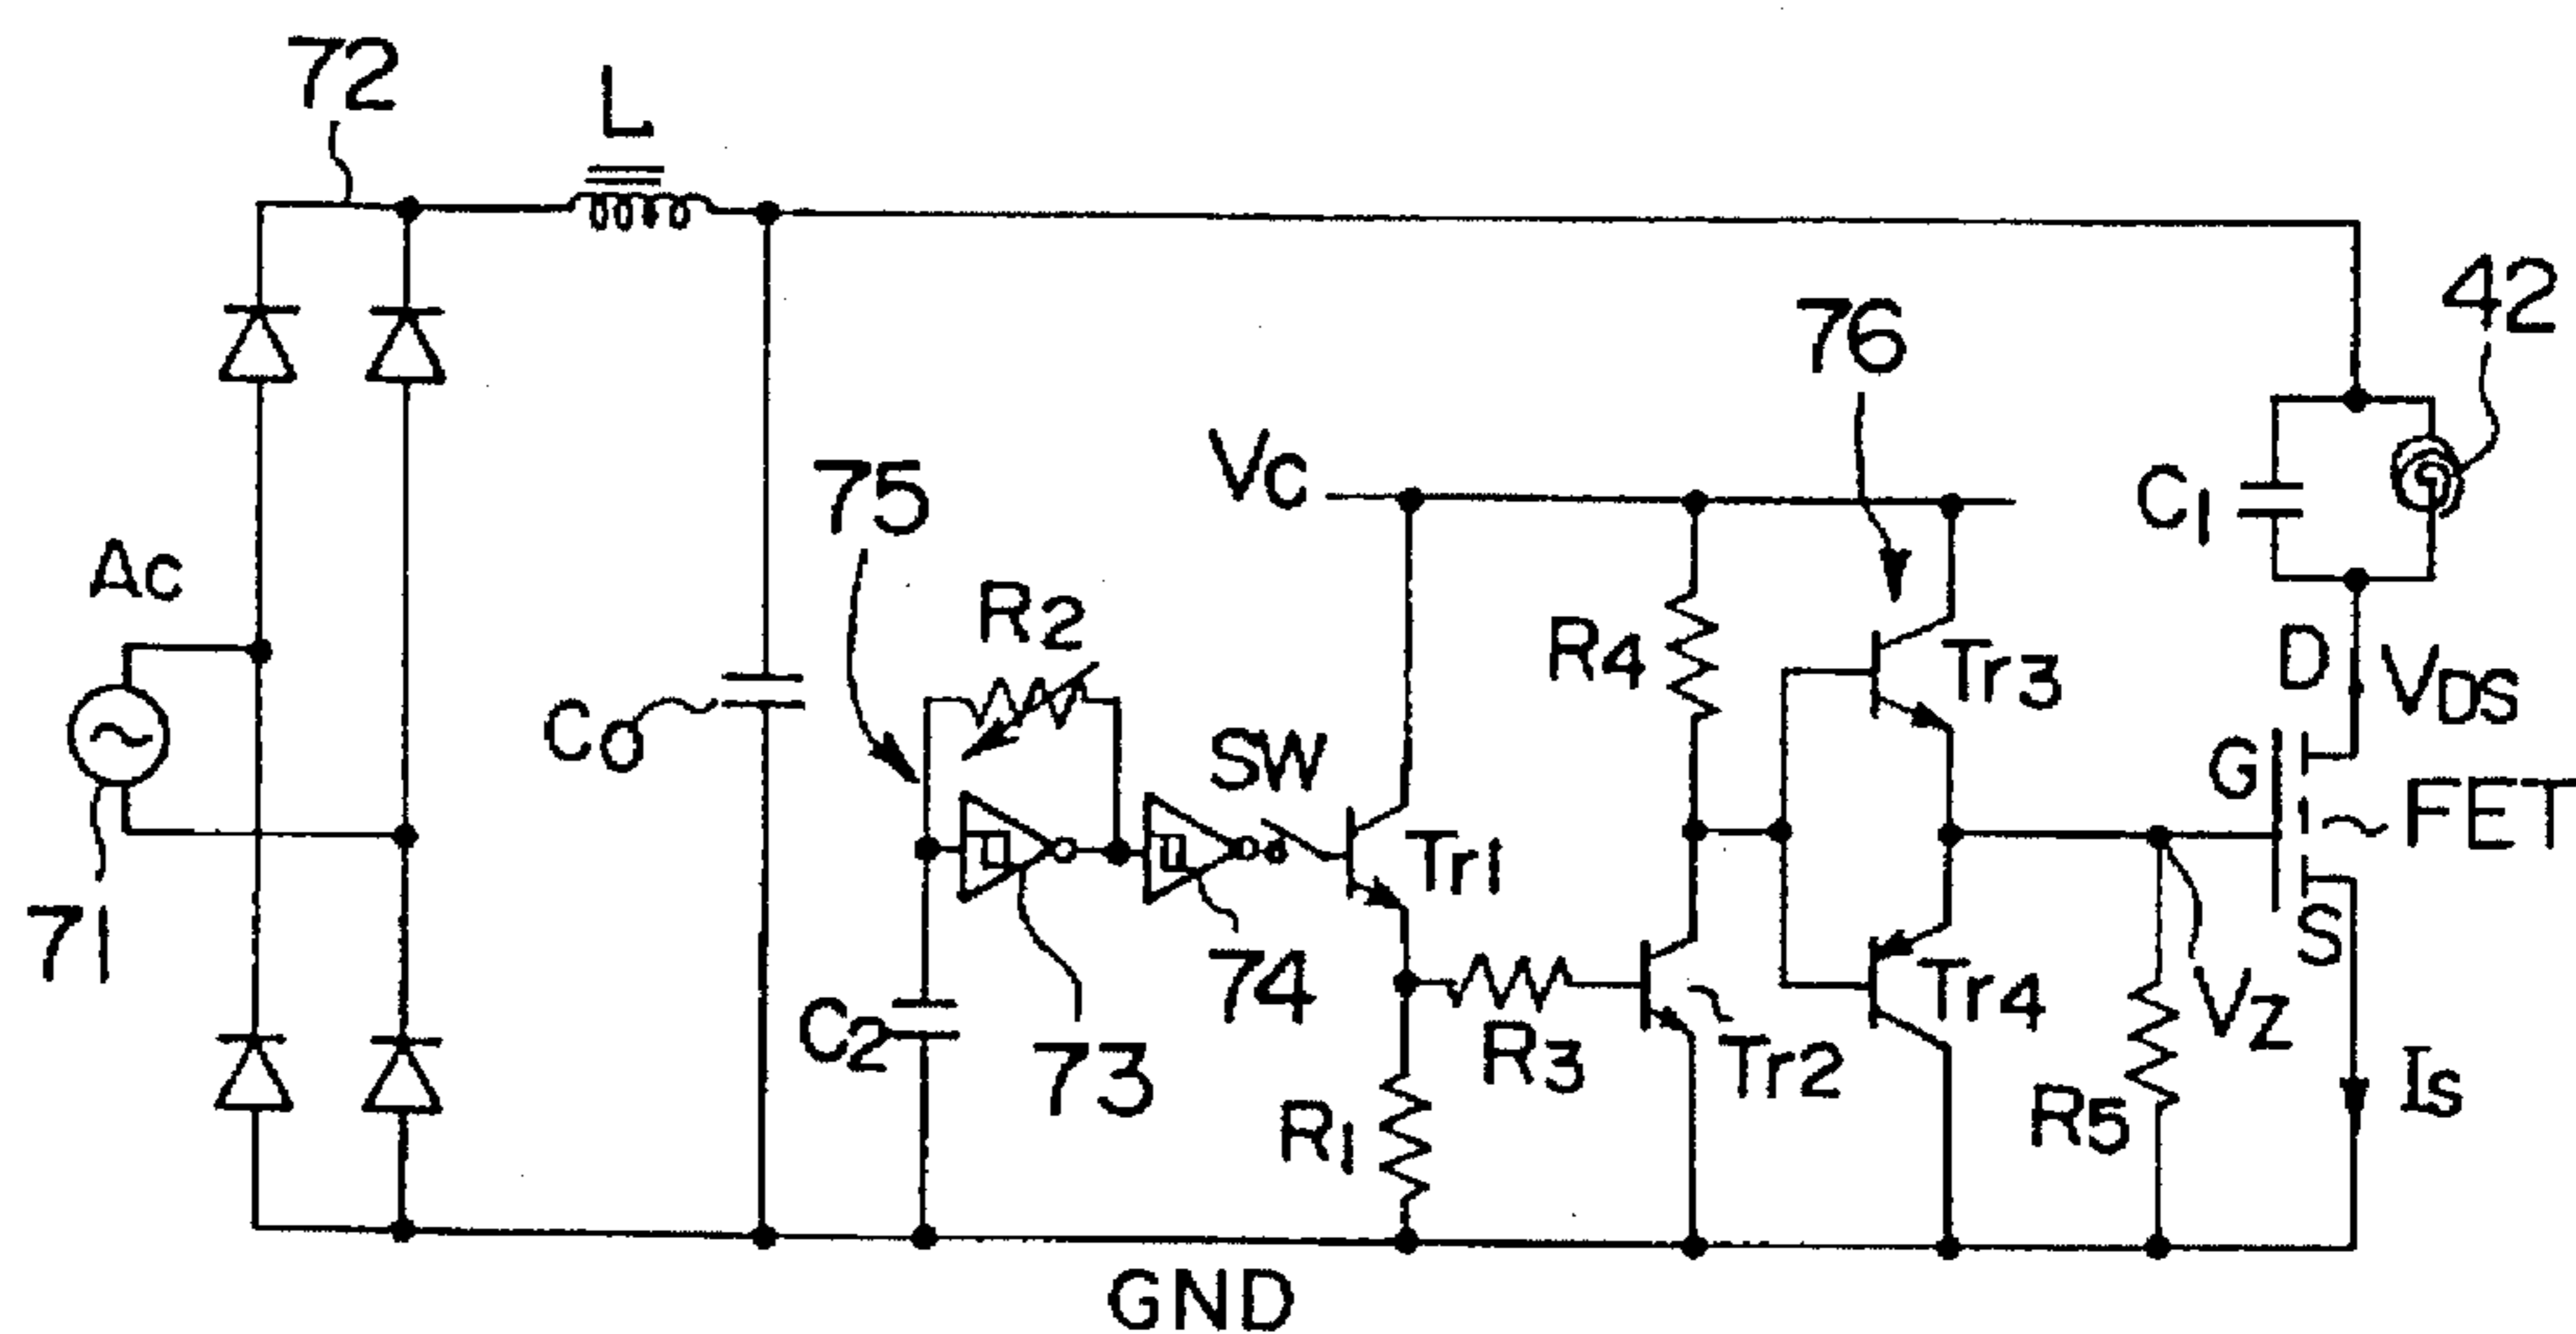 72
L
42
76
Vc
75
C1
Ac
R2
R4
Tr3
D
VDS
Co
SW
G
FET
Tr1
71
S
74
C2
R3
Tr2
Tr4
VZ
73
R1
R5
Is
GND